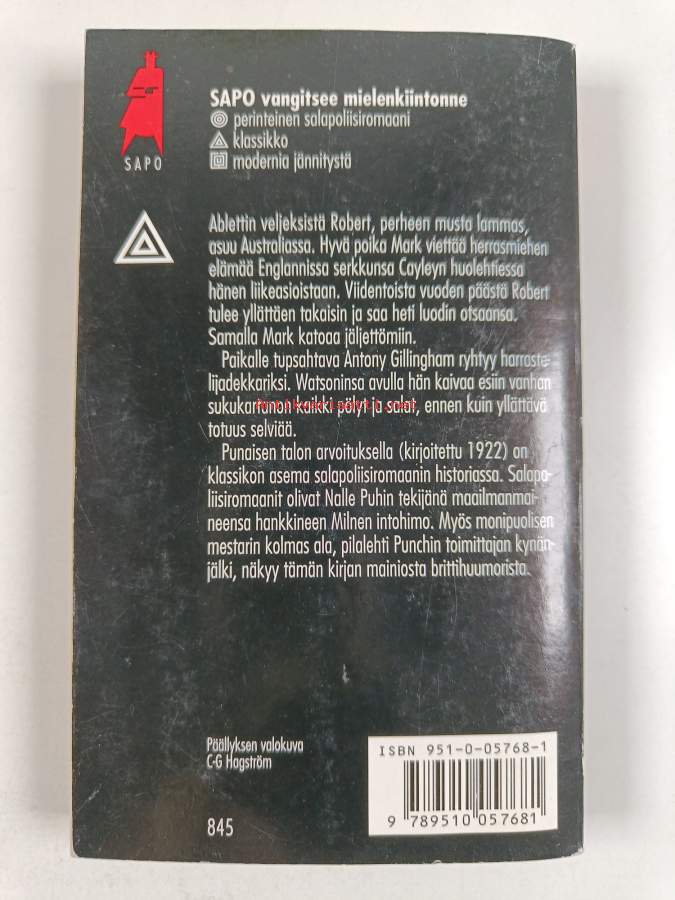 SAPO vangitsee mielenkiintonne
perinteinen salapoliisiromaani
klassikko
modernia jännitystä
SAPO
Ablettin veljeksistä Robert, perheen musta lammas,
asuu Australiassa. Hyvä poika Mark viettää herrasmiehen
elämää Englannissa serkkunsa Cayleyn huolehtiessa
hänen liikeasioistaan. Viidentoista vuoden päästä Robert
tulee yllättäen takaisin ja saa heti luodin otsaansa.
Samalla Mark katoaa jäljettömiin.
Paikalle tupsahtava Antony Gillingham ryhtyy harraste-
lijadekkariksi. Watsoninsa avulla hän kaivaa esiin vanhan
sukukartanon kaikki pölyt ja salat, ennen kuin yllättävä
totuus selviää.
Punaisen talon arvoituksella (kirjoitettu 1922) on
klassikon asema salapoliisiromaanin historiassa. Salapo-
liisiromaanit olivat Nalle Puhin tekijänä maailmanmai-
neensa hankkineen Milnen intohimo. Myös monipuolisen
mestarin kolmas ala, pilalehti Punchin toimittajan kynän-
jälki, näkyy tämän kirjan mainiosta brittihuumorista.
Päällyksen valokuva
C-G Hagström
845
ISBN 951-0-05768-1
9 789510 057681